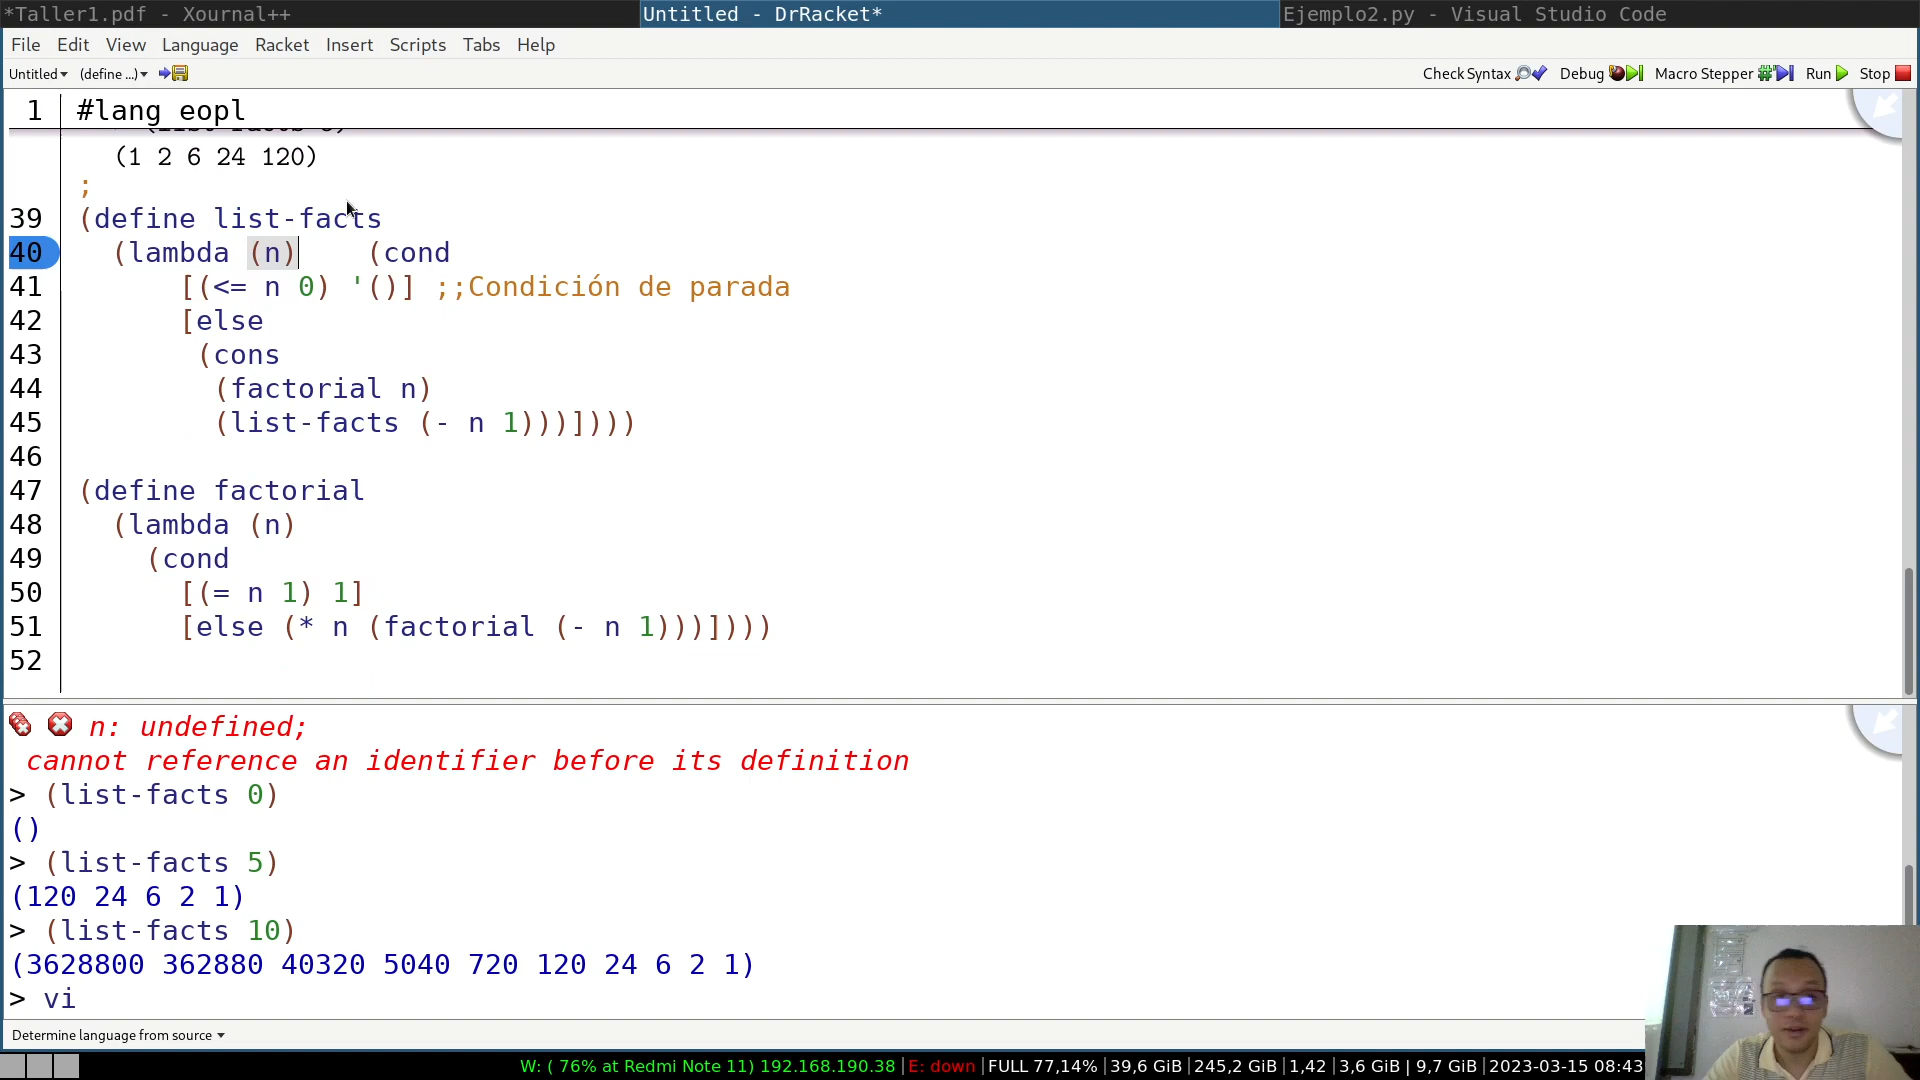 *Taller1.pdf - Xournal++
Untitled - DrRacket*
Ejemplo2.py - Visual Studio Code
File Edit View Language Racket Insert Scripts Tabs Help
Untitled (define ...)
Check Syntax Debug Macro Stepper Run Stop
1 #lang eopl
(1 2 6 24 120)
;
39 (define list-facts
40 (lambda (n) (cond
41 [(<= n 0) '()] ;;Condición de parada
42 [else
43 (cons
44 (factorial n)
45 (list-facts (- n 1)))])))
46
47 (define factorial
48 (lambda (n)
49 (cond
50 [(= n 1) 1]
51 [else (* n (factorial (- n 1)))])))
52
n: undefined;
cannot reference an identifier before its definition
> (list-facts 0)
()
> (list-facts 5)
(120 24 6 2 1)
> (list-facts 10)
(3628800 362880 40320 5040 720 120 24 6 2 1)
> vi
Determine language from source
W: ( 76% at Redmi Note 11) 192.168.190.38 |E: down |FULL 77,14% |39,6 GiB |245,2 GiB |1,42 |3,6 GiB | 9,7 GiB |2023-03-15 08:43